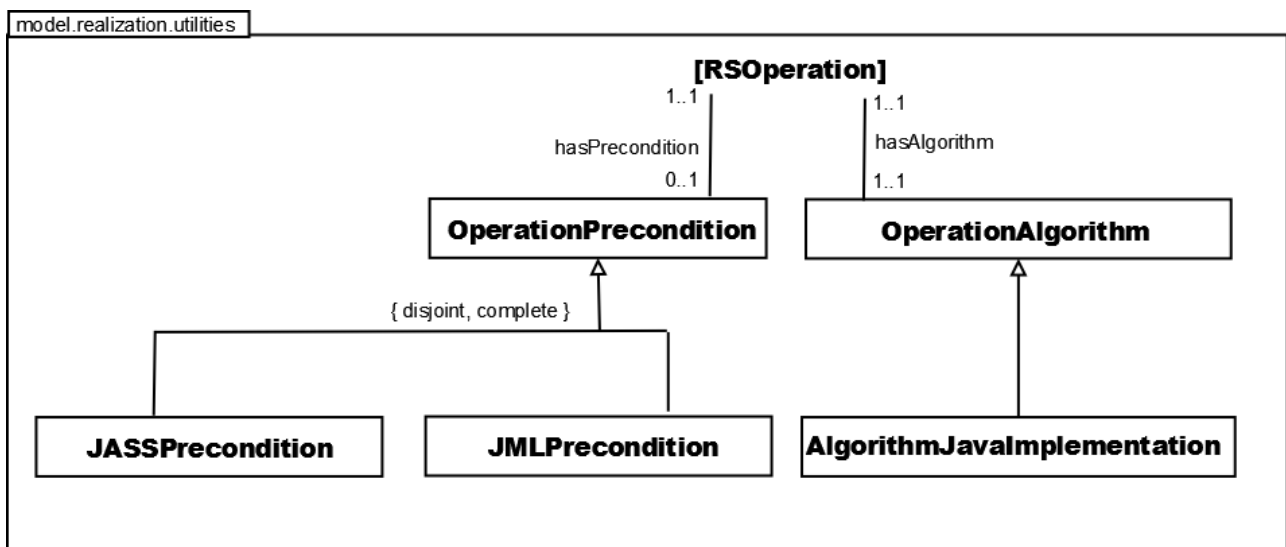 model.realization.utilities
[RSOperation]
1..1
1..1
hasPrecondition
hasAlgorithm
0..1
1..1
OperationPrecondition
OperationAlgorithm
{ disjoint, complete }
JASSPrecondition
JMLPrecondition
AlgorithmJavaImplementation